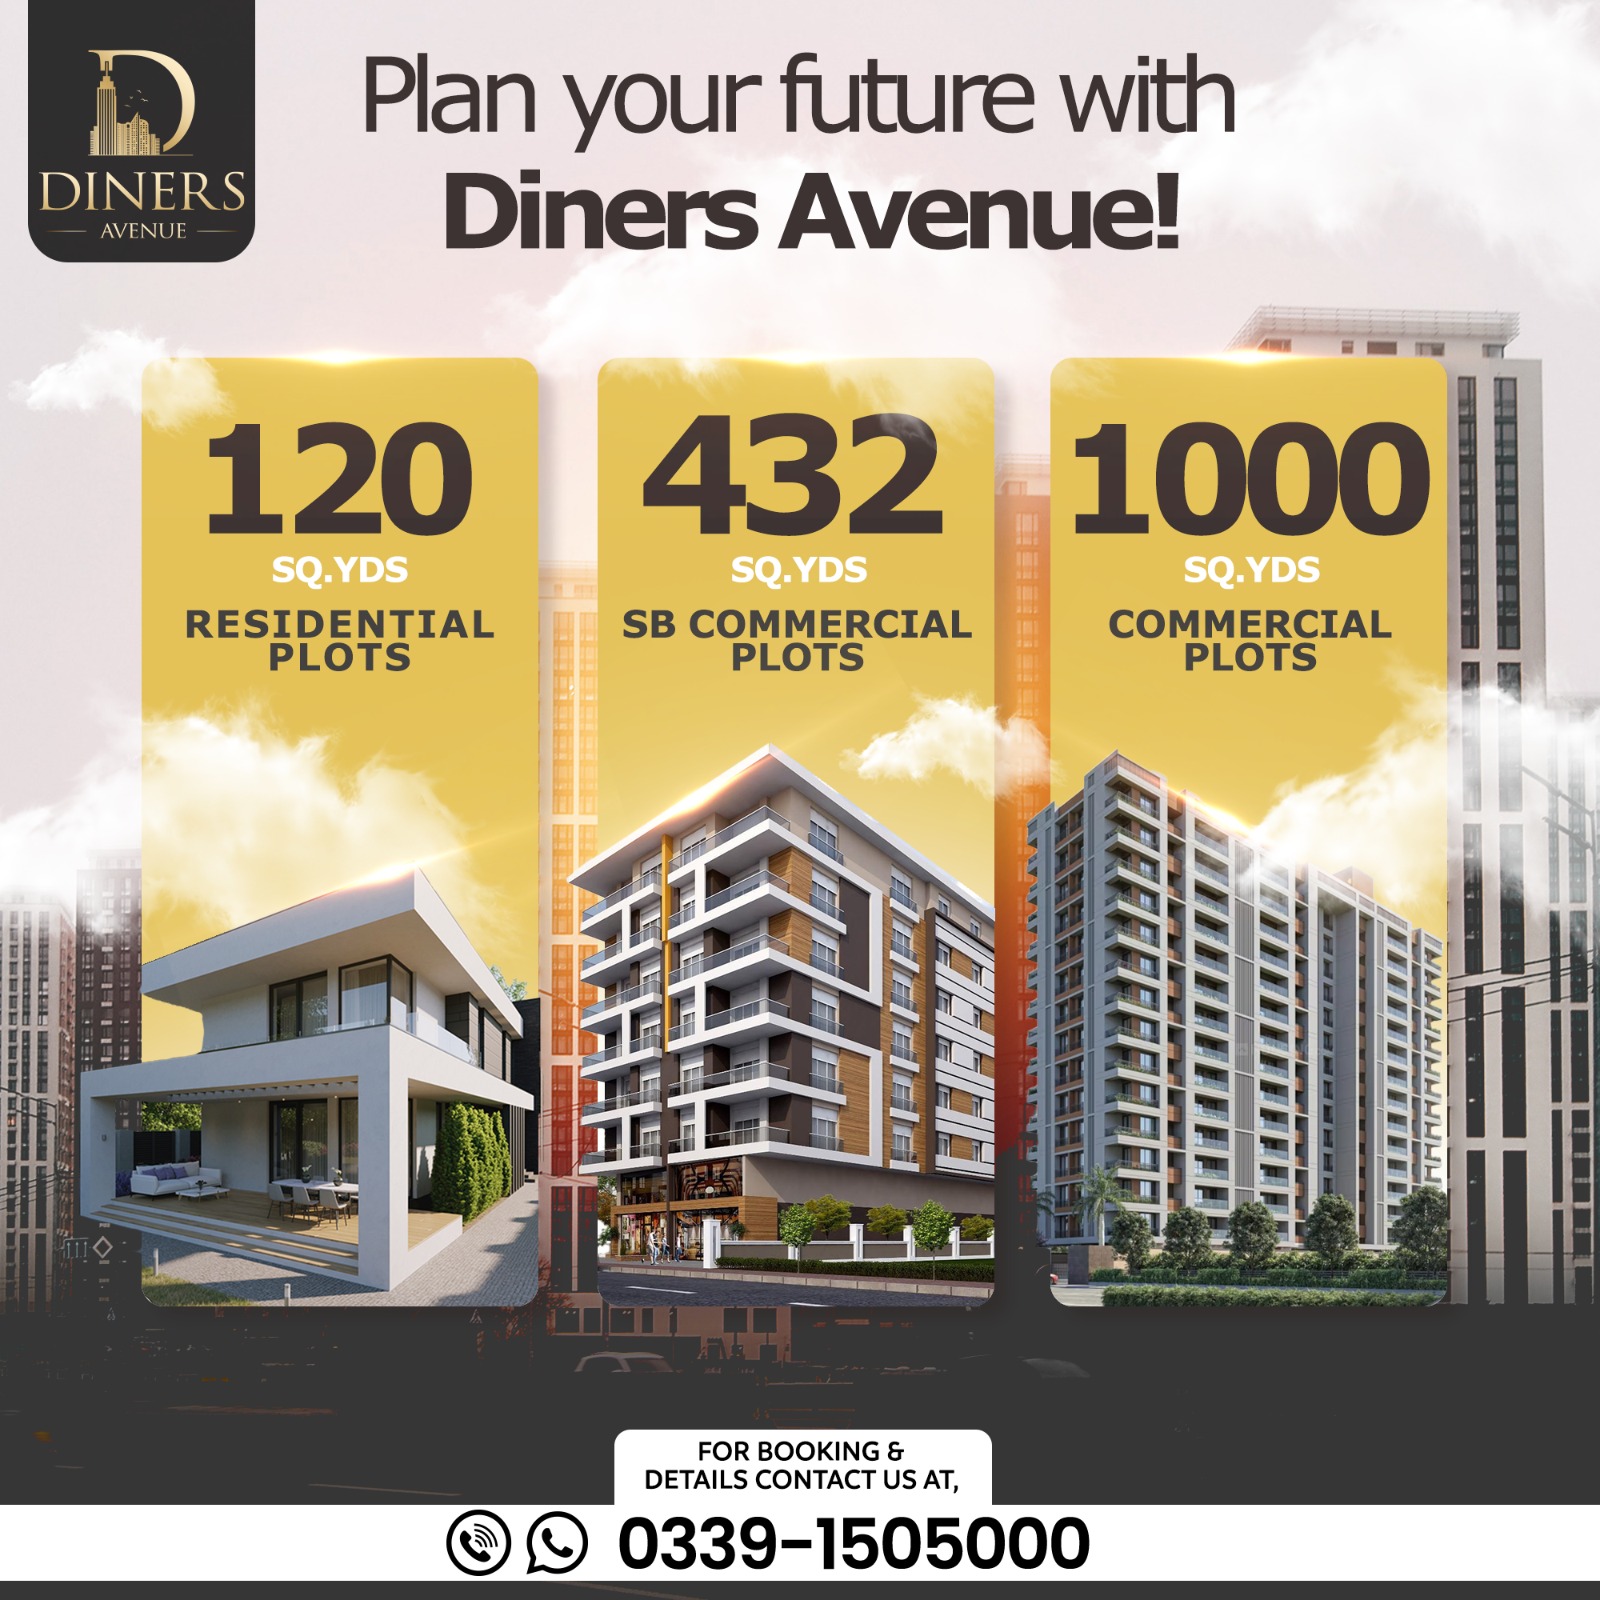 DINERS
AVENUE
Plan your future with
Diners Avenue!
120
SQ.YDS
RESIDENTIAL
PLOTS
432
SQ.YDS
SB COMMERCIAL
PLOTS
1000
SQ.YDS
COMMERCIAL
PLOTS
FOR BOOKING &
DETAILS CONTACT US AT,
0339-1505000